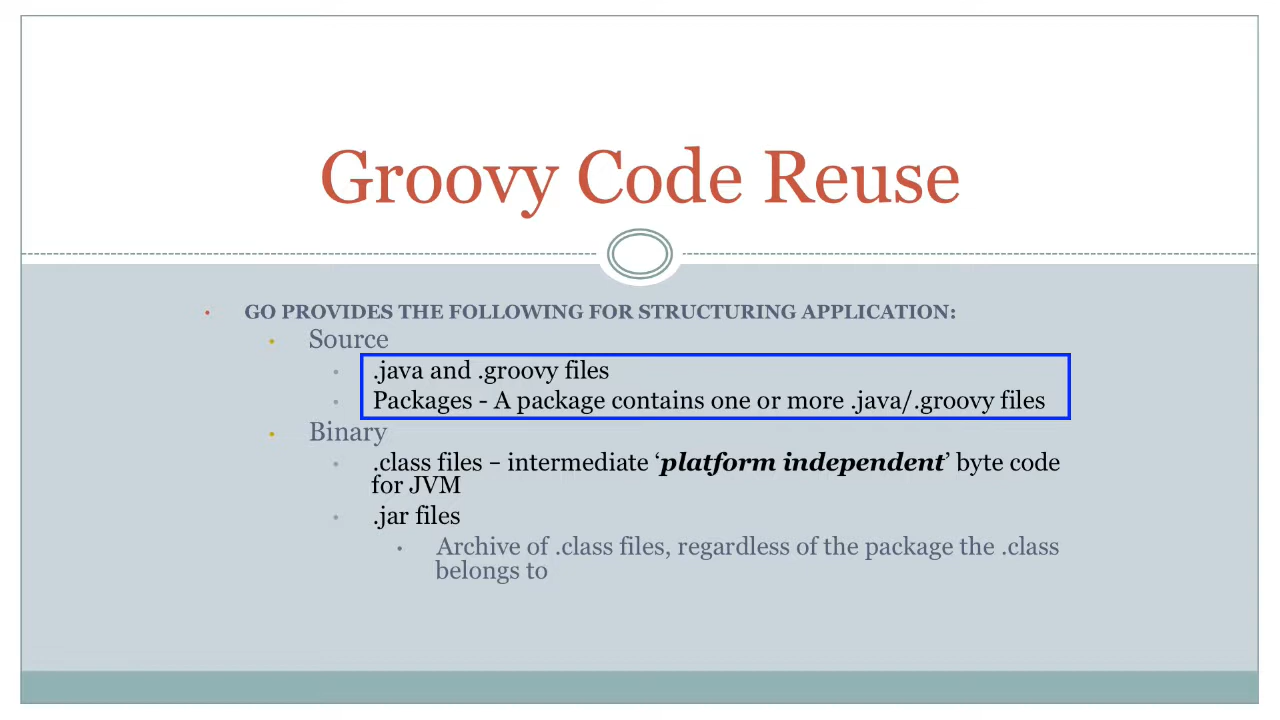 Groovy Code Reuse
• GO PROVIDES THE FOLLOWING FOR STRUCTURING APPLICATION:
• Source
• .java and .groovy files
• Packages - A package contains one or more .java/.groovy files
• Binary
• .class files – intermediate ‘platform independent’ byte code
for JVM
• .jar files
• Archive of .class files, regardless of the package the .class
belongs to